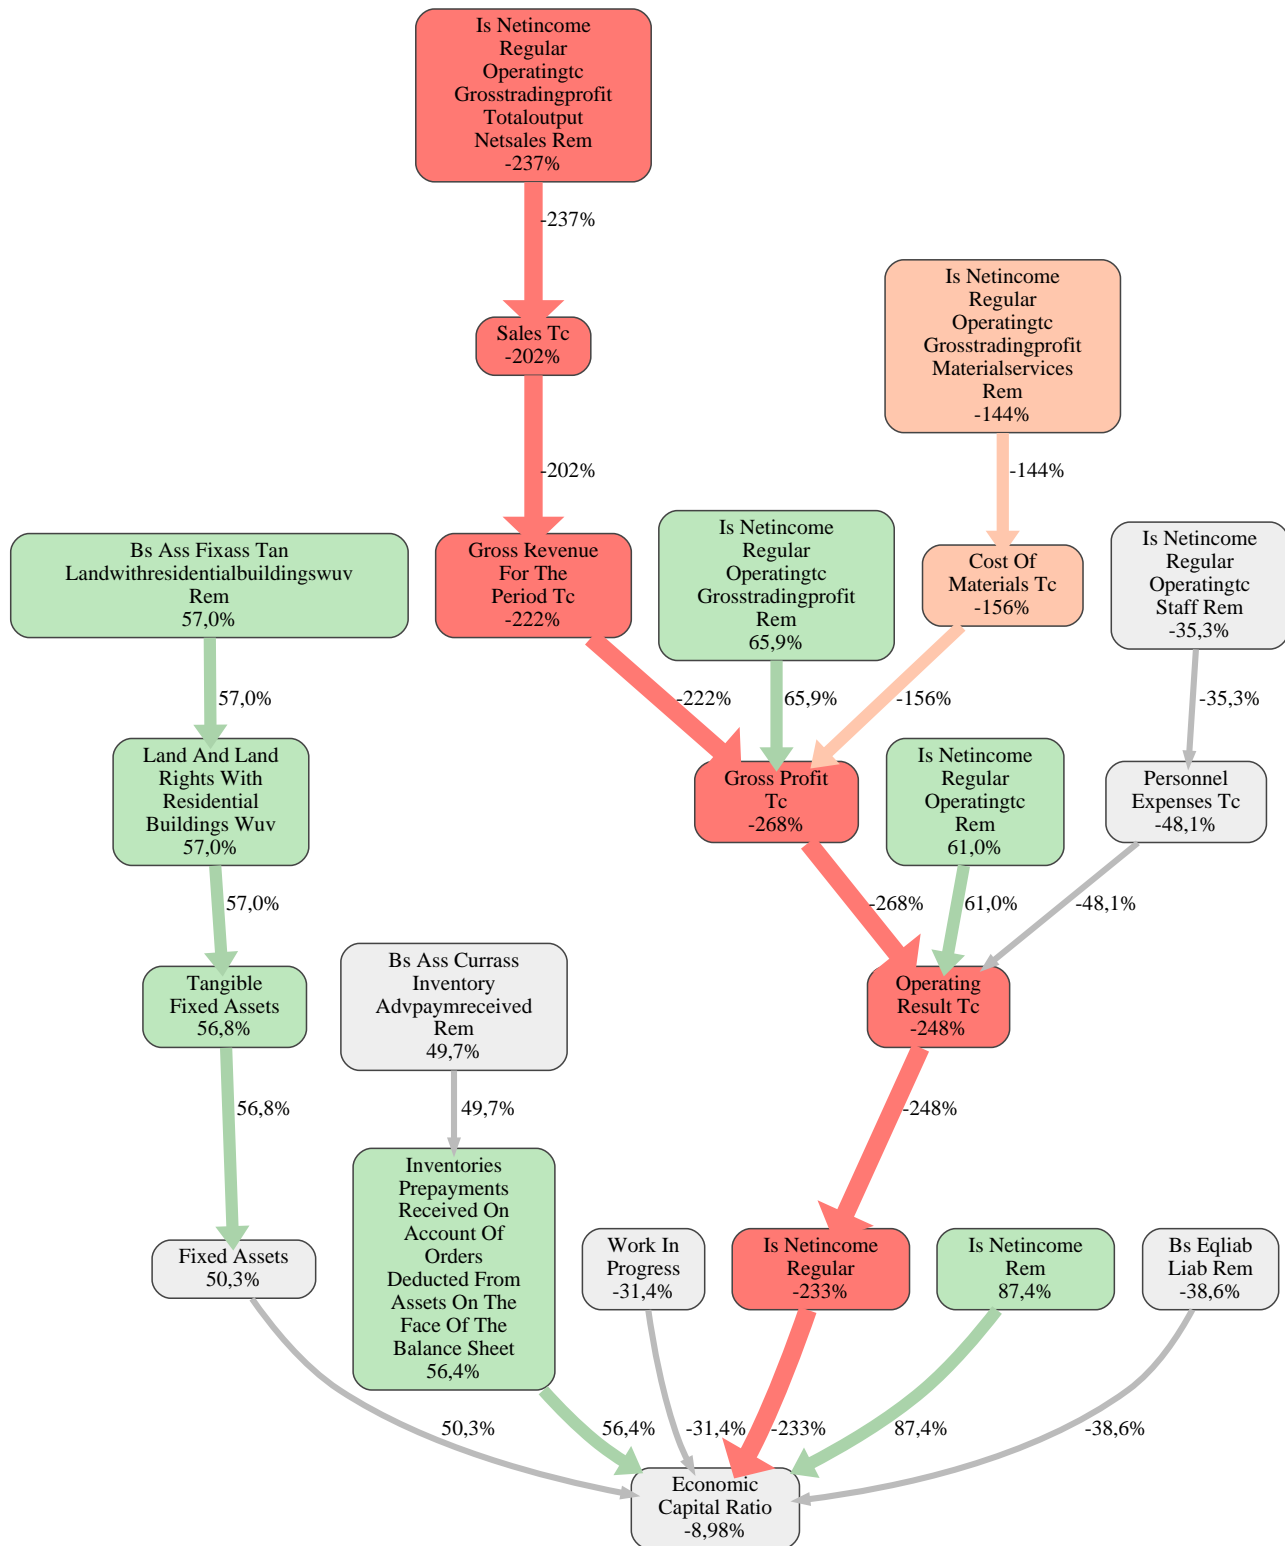 Is Netincome
Regular
Operatingtc
Grosstradingprofit
Totaloutput
Netsales Rem
-237%
-237%
Is Netincome
Regular
Operatingtc
Grosstradingprofit
Materialservices
Rem
-144%
Sales Tc
-202%
-202%
-144%
Bs Ass Fixass Tan
Landwithresidentialbuildingswuv
Rem
57,0%
Gross Revenue
For The
Period Tc
-222%
Is Netincome
Regular
Operatingtc
Grosstradingprofit
Rem
65,9%
Cost Of
Materials Tc
-156%
Is Netincome
Regular
Operatingtc
Staff Rem
-35,3%
57,0%
-222%
65,9%
-156%
-35,3%
Land And Land
Rights With
Residential
Buildings Wuv
57,0%
Gross Profit
Tc
-268%
Is Netincome
Regular
Operatingtc
Rem
61,0%
Personnel
Expenses Tc
-48,1%
57,0%
-268%
61,0%
-48,1%
Bs Ass Currass
Inventory
Advpaymreceived
Rem
49,7%
Tangible
Fixed Assets
56,8%
Operating
Result Tc
-248%
56,8%
49,7%
-248%
Inventories
Prepayments
Received On
Account Of
Orders
Deducted From
Assets On The
Face Of The
Balance Sheet
56,4%
Fixed Assets
50,3%
Work In
Progress
-31,4%
Is Netincome
Regular
-233%
Is Netincome
Rem
87,4%
Bs Eqliab
Liab Rem
-38,6%
50,3%
56,4%
-31,4%
-233%
87,4%
-38,6%
Economic
Capital Ratio
-8,98%